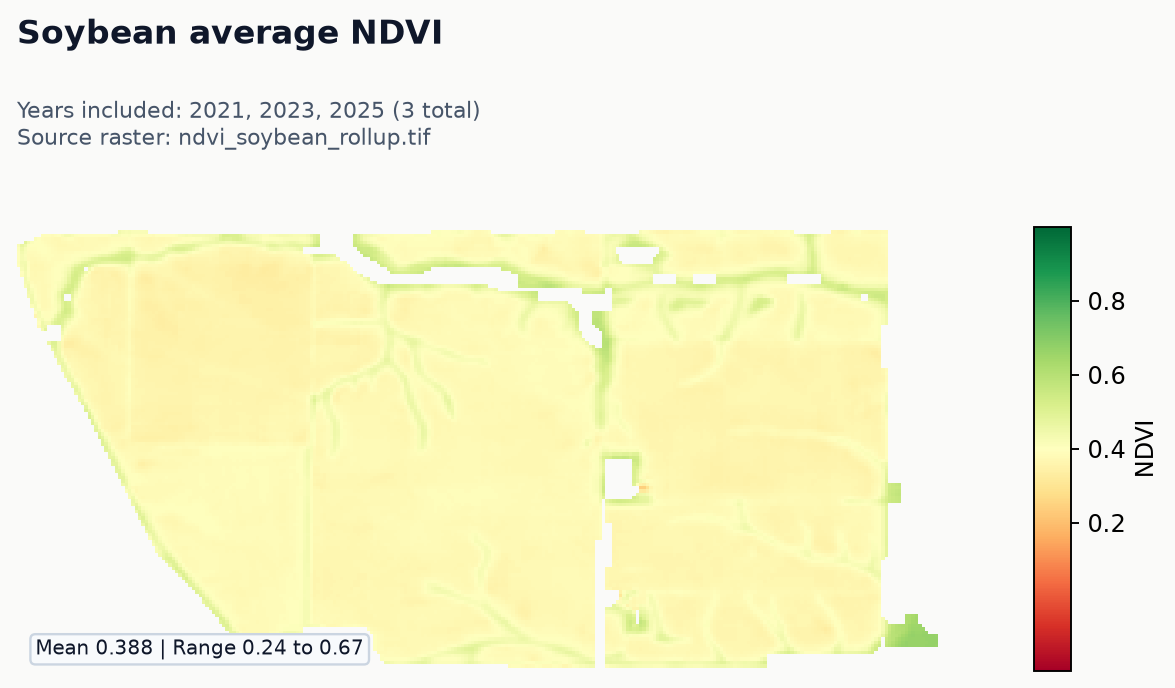 Soybean average NDVI
Years included: 2021, 2023, 2025 (3 total)
Source raster: ndvi_soybean_rollup.tif
0.8
0.6
0.4
0.2
NDVI
Mean 0.388 | Range 0.24 to 0.67